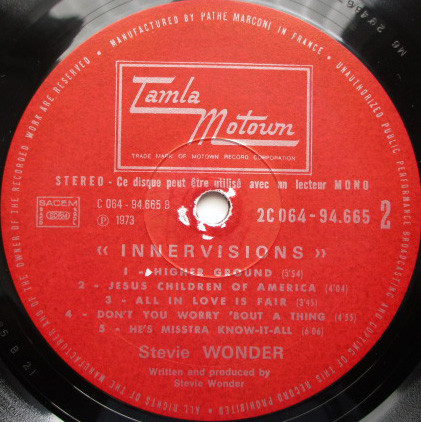 MANUFACTURED BY PATHE MARCONI IN FRANCE •
UNAUTHORIZED PUBLIC PERFORMANCE BROADCASTING AND COPYING OF THIS RECORD PROHIBITED •
ALL RIGHTS OF THE MANUFACTURER AND OF THE OWNER OF THE RECORDED WORK ARE RESERVED •
Tamla
Motown
TRADE MARK OF MOTOWN RECORD CORPORATION
STEREO - Ce disque peut être utilisé avec un lecteur MONO
SACEM
C 064 - 94.665 B
2C 064 - 94.665 2
Ⓟ 1973
« INNERVISIONS »
1 - HIGHER GROUND (3'54)
2 - JESUS CHILDREN OF AMERICA (4'04)
3 - ALL IN LOVE IS FAIR (3'45)
4 - DON'T YOU WORRY 'BOUT A THING (4'55)
5 - HE'S MISSTRA KNOW-IT-ALL (6'06)
Stevie WONDER
Written and produced by
Stevie Wonder